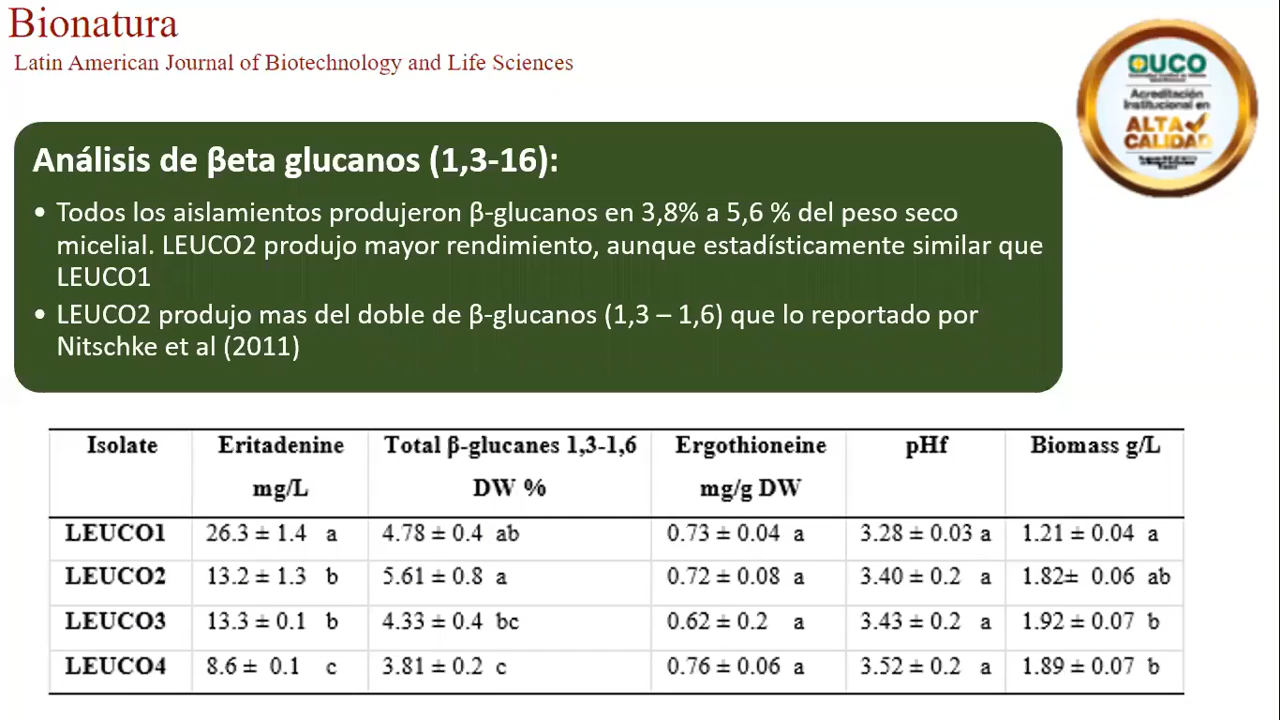 Bionatura
Latin American Journal of Biotechnology and Life Sciences
OUCO
Acreditación
Institucional en
ALTA
CALIDAD
Análisis de βeta glucanos (1,3-16):
• Todos los aislamientos produjeron β-glucanos en 3,8% a 5,6 % del peso seco
micelial. LEUCO2 produjo mayor rendimiento, aunque estadísticamente similar que
LEUCO1
• LEUCO2 produjo mas del doble de β-glucanos (1,3 – 1,6) que lo reportado por
Nitschke et al (2011)
Isolate Eritadenine Total β-glucanes 1,3-1,6 Ergothioneine pHf Biomass g/L
mg/L DW % mg/g DW
LEUCO1 26.3 ± 1.4 a 4.78 ± 0.4 ab 0.73 ± 0.04 a 3.28 ± 0.03 a 1.21 ± 0.04 a
LEUCO2 13.2 ± 1.3 b 5.61 ± 0.8 a 0.72 ± 0.08 a 3.40 ± 0.2 a 1.82± 0.06 ab
LEUCO3 13.3 ± 0.1 b 4.33 ± 0.4 bc 0.62 ± 0.2 a 3.43 ± 0.2 a 1.92 ± 0.07 b
LEUCO4 8.6 ± 0.1 c 3.81 ± 0.2 c 0.76 ± 0.06 a 3.52 ± 0.2 a 1.89 ± 0.07 b